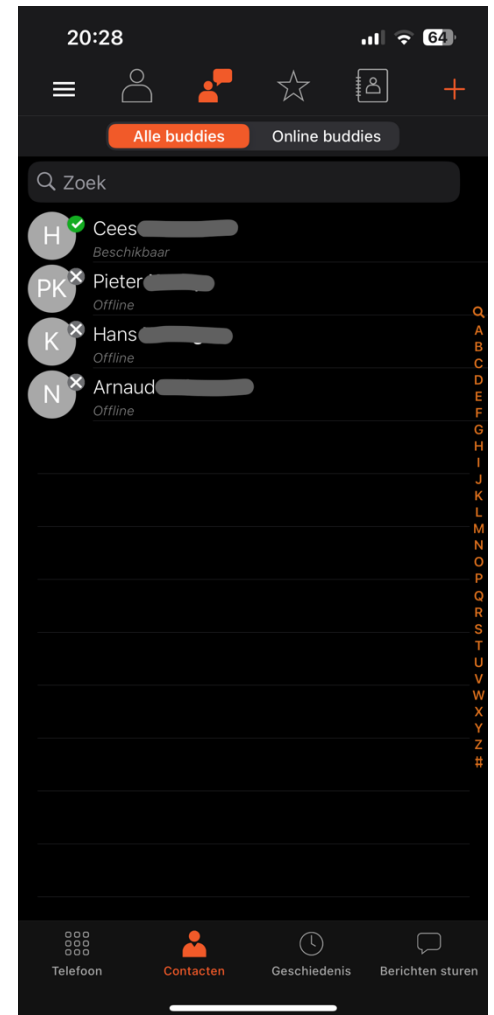 20:28
64
Alle buddies Online buddies
Zoek
H
Cees
Beschikbaar
PK
Pieter
Offline
K
Hans
Offline
N
Arnaud
Offline
A
B
C
D
E
F
G
H
I
J
K
L
M
N
O
P
Q
R
S
T
U
V
W
X
Y
Z
#
Telefoon Contacten Geschiedenis Berichten sturen